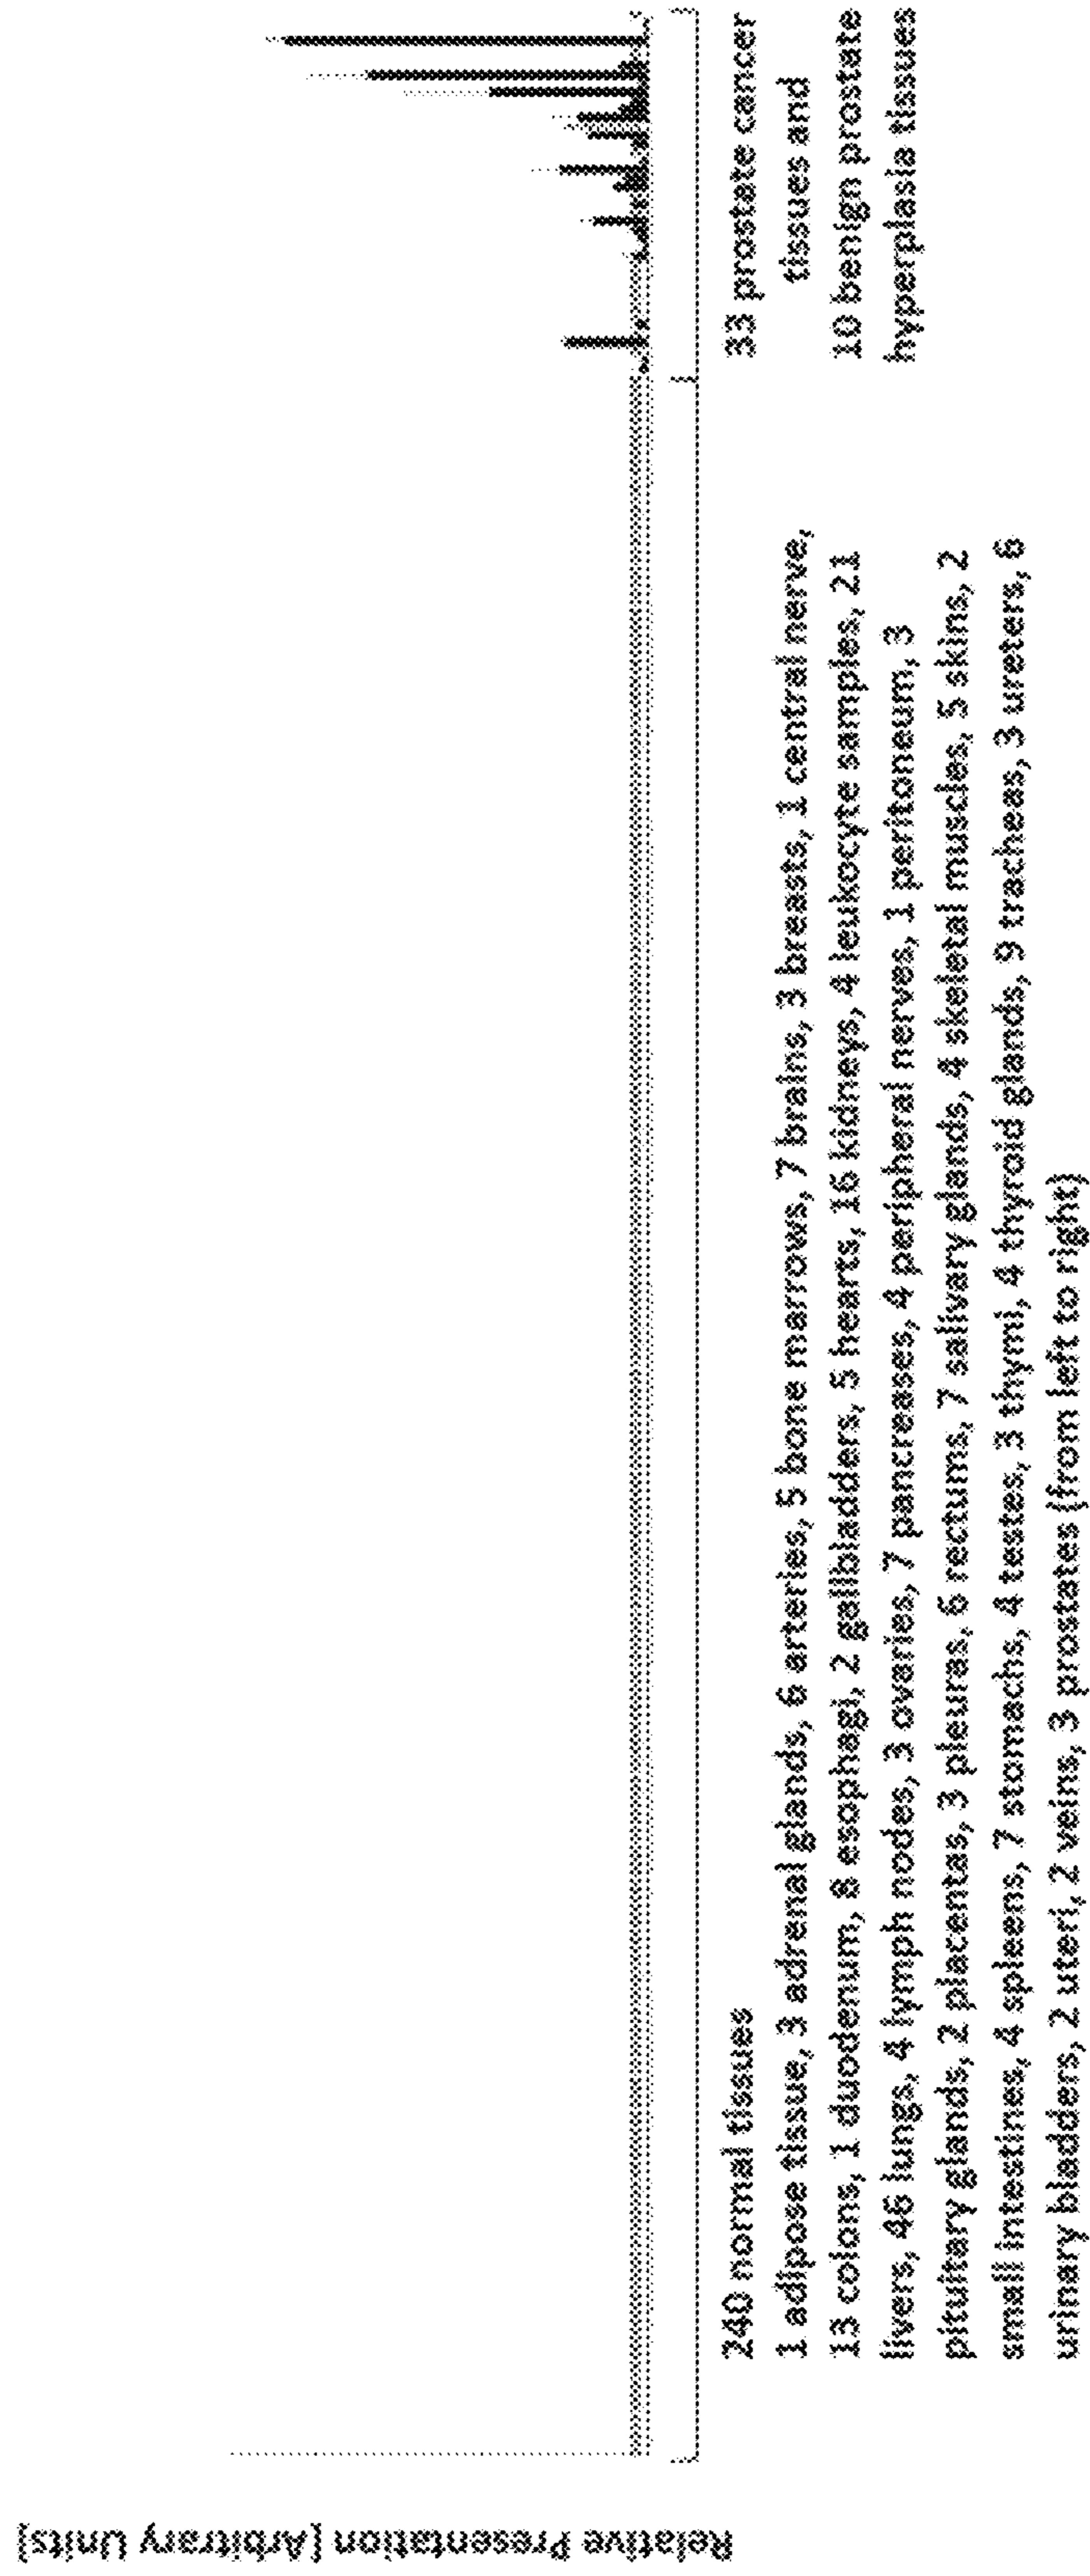 Relative Presentation [Arbitrary Units]
240 normal tissues
1 adipose tissue, 3 adrenal glands, 6 arteries, 5 bone marrows, 7 brains, 3 breasts, 1 central nerve,
13 colons, 1 duodenum, 8 esophagi, 2 gallbladders, 5 hearts, 16 kidneys, 4 leukocyte samples, 21
livers, 46 lungs, 4 lymph nodes, 3 ovaries, 7 pancreases, 4 peripheral nerves, 1 peritoneum, 3
pituitary glands, 2 placentas, 3 pleuras, 6 rectums, 7 salivary glands, 4 skeletal muscles, 5 skins, 2
small intestines, 4 spleens, 7 stomachs, 4 testes, 3 thymi, 4 thyroid glands, 9 tracheas, 3 ureters, 6
urinary bladders, 2 uteri, 2 veins, 3 prostates (from left to right)
33 prostate cancer
tissues and
10 benign prostate
hyperplasia tissues